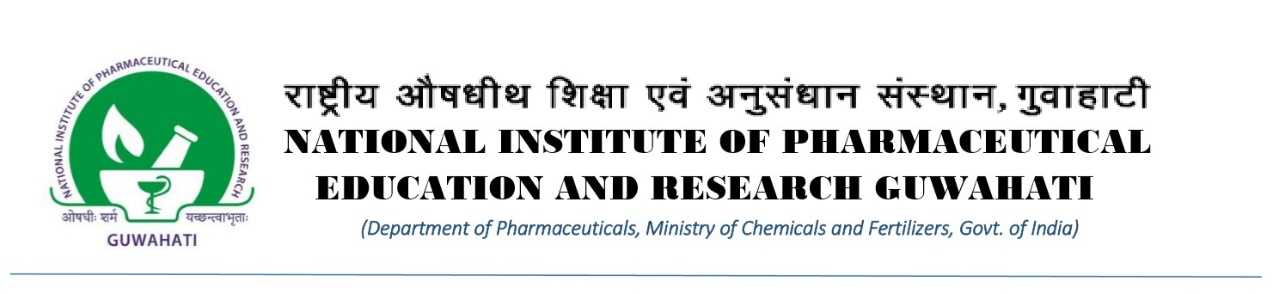 NATIONAL INSTITUTE OF PHARMACEUTICAL EDUCATION AND RESEARCH
ओषधीः शर्म यच्छन्त्वाभृताः
GUWAHATI
राष्ट्रीय औषधीथ शिक्षा एवं अनुसंधान संस्थान, गुवाहाटी
NATIONAL INSTITUTE OF PHARMACEUTICAL
EDUCATION AND RESEARCH GUWAHATI
(Department of Pharmaceuticals, Ministry of Chemicals and Fertilizers, Govt. of India)